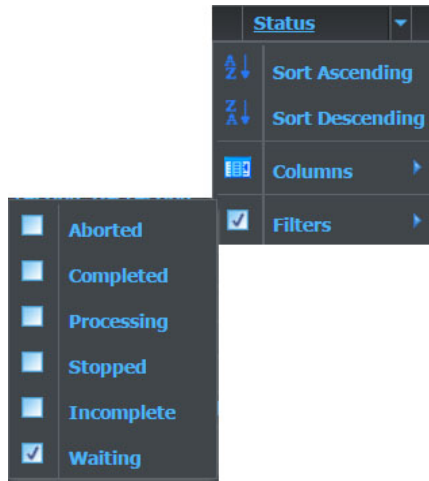 Status
Sort Ascending
Sort Descending
Columns
Filters
Aborted
Completed
Processing
Stopped
Incomplete
Waiting